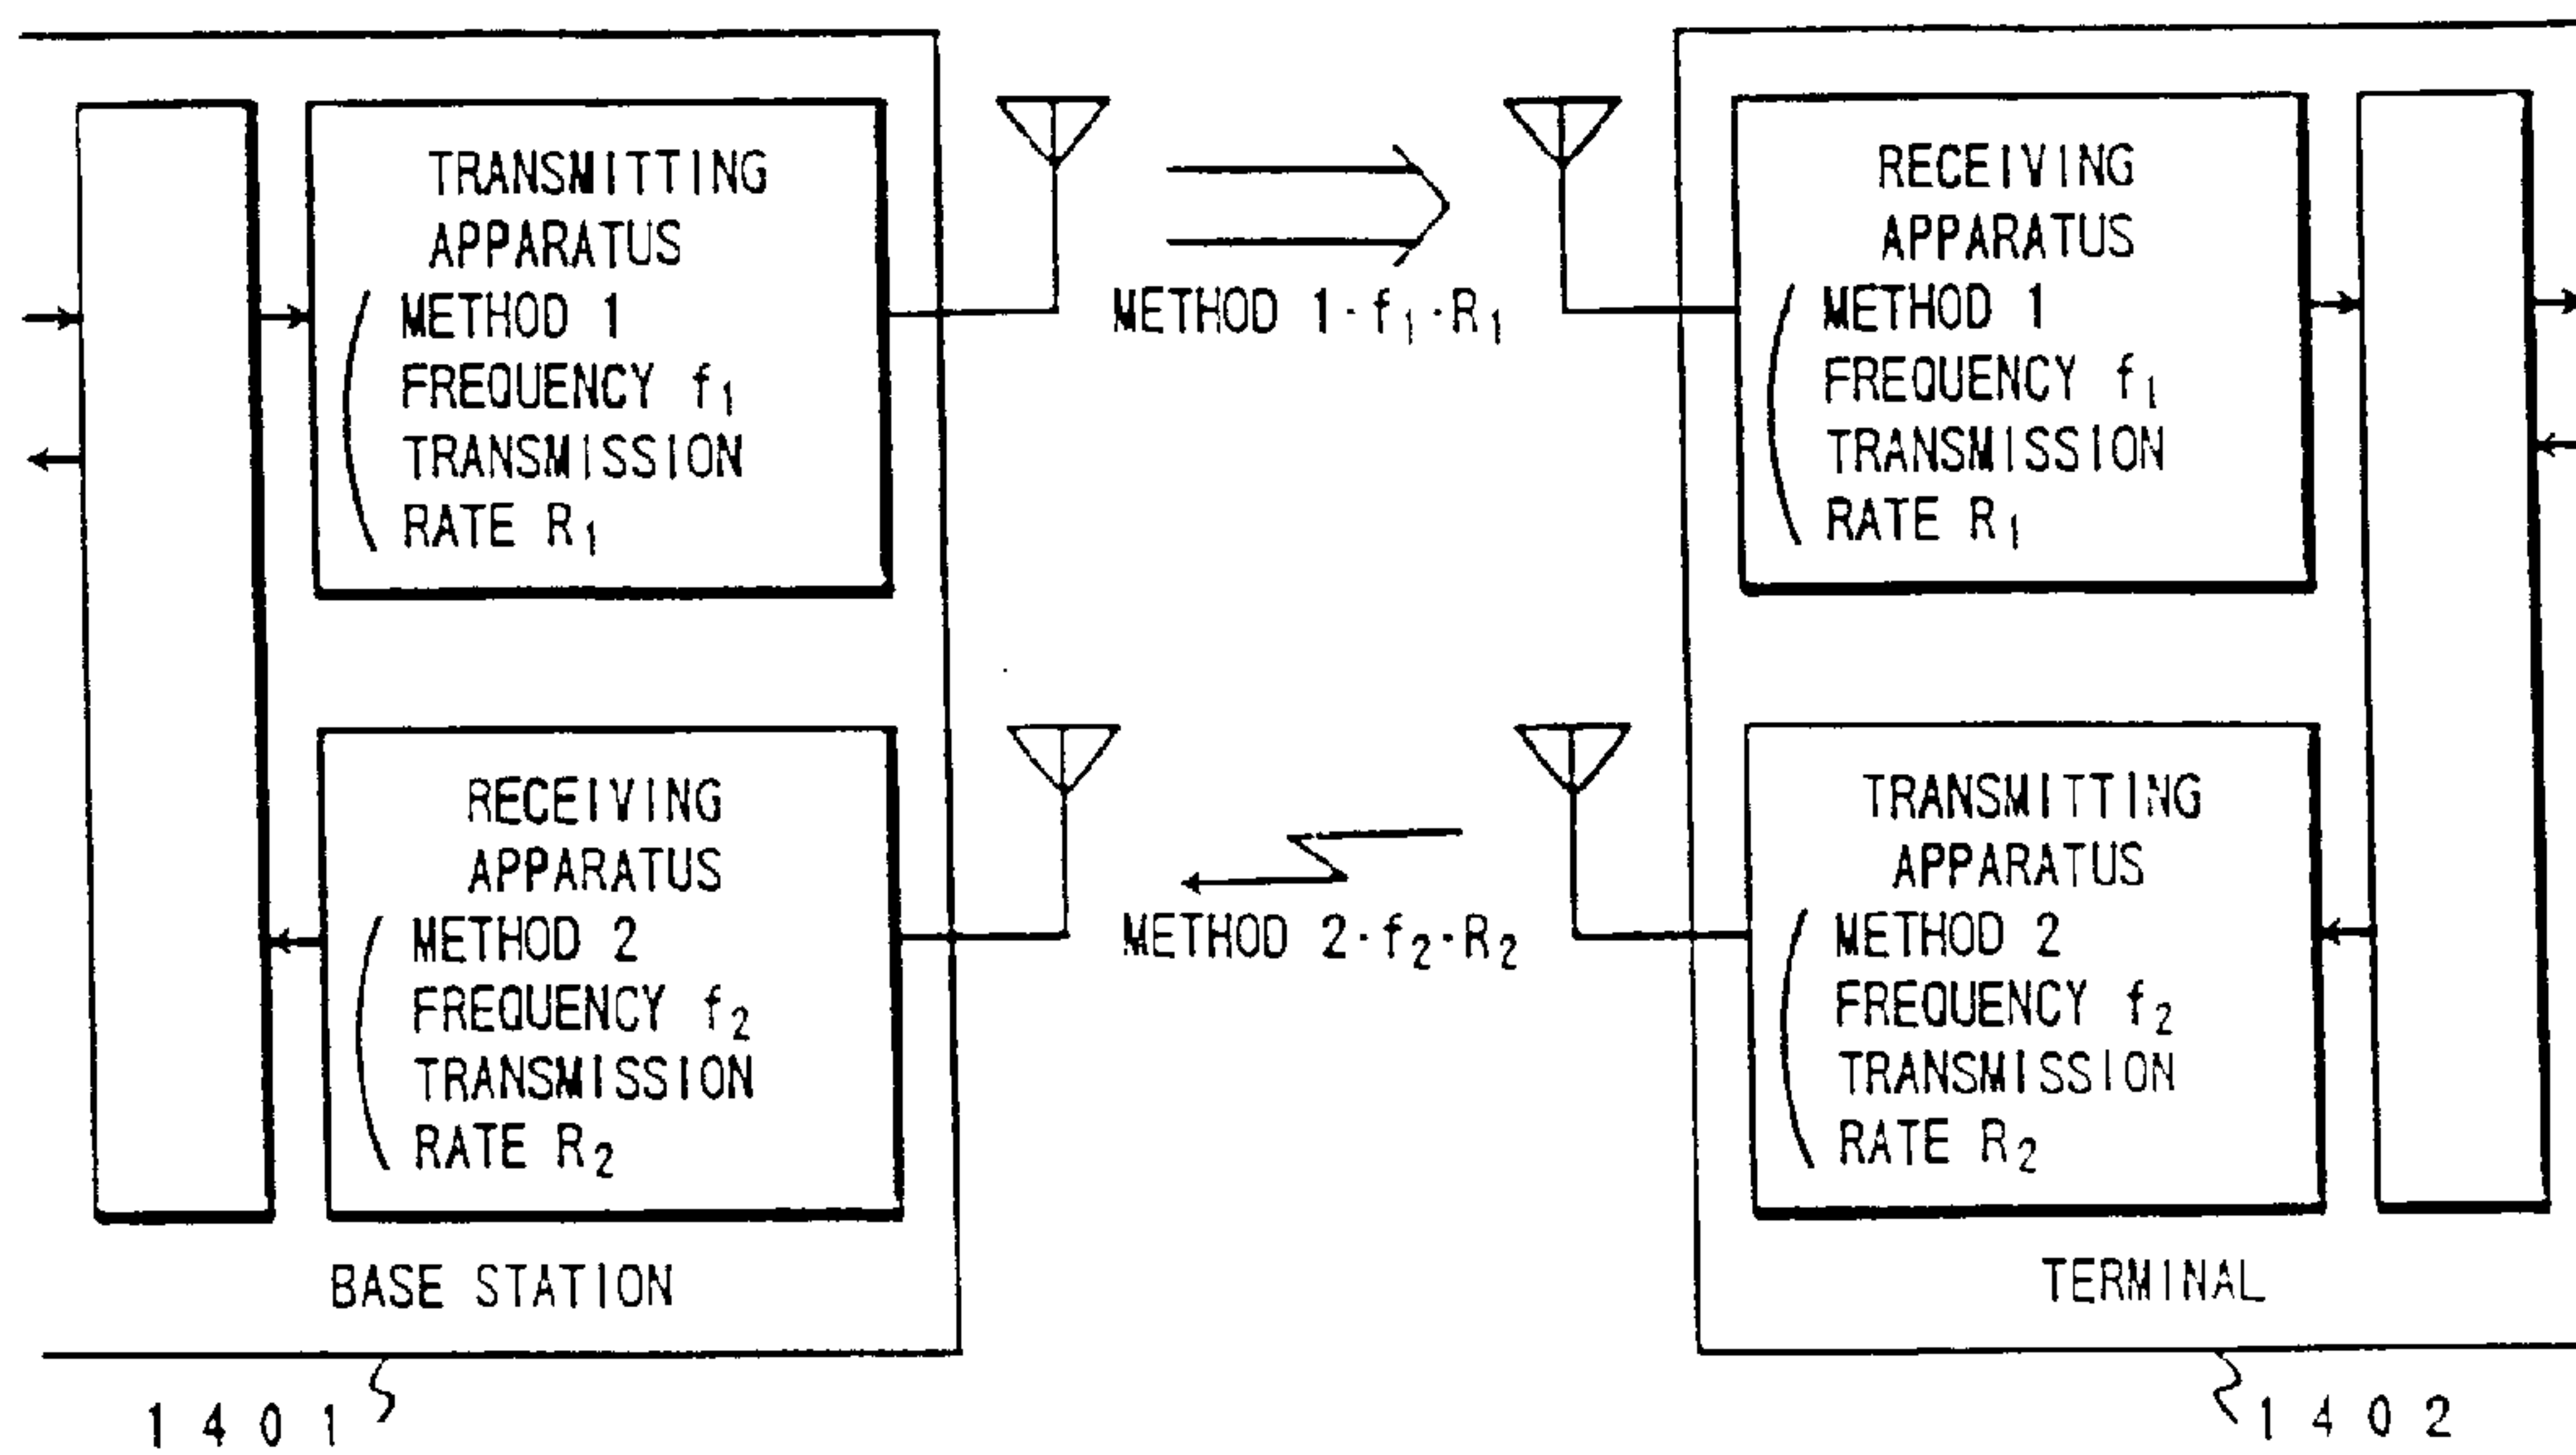 TRANSMITTING
APPARATUS
METHOD 1
FREQUENCY f₁
TRANSMISSION
RATE R₁
METHOD 1·f₁·R₁
RECEIVING
APPARATUS
METHOD 1
FREQUENCY f₁
TRANSMISSION
RATE R₁
RECEIVING
APPARATUS
METHOD 2
FREQUENCY f₂
TRANSMISSION
RATE R₂
METHOD 2·f₂·R₂
TRANSMITTING
APPARATUS
METHOD 2
FREQUENCY f₂
TRANSMISSION
RATE R₂
BASE STATION
TERMINAL
1401
1402